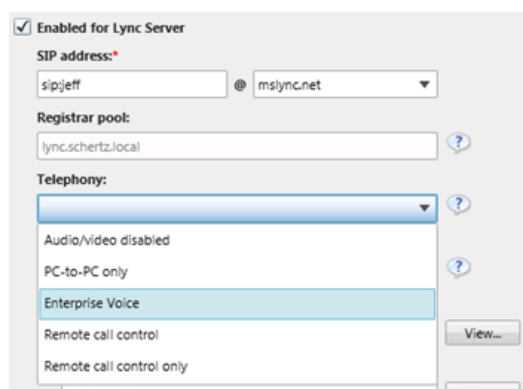 Enabled for Lync Server
SIP address:*
sip:jeff @ mslync.net
Registrar pool:
lync.schertz.local
?
Telephony:
?
Audio/video disabled
PC-to-PC only
?
Enterprise Voice
Remote call control
View...
Remote call control only